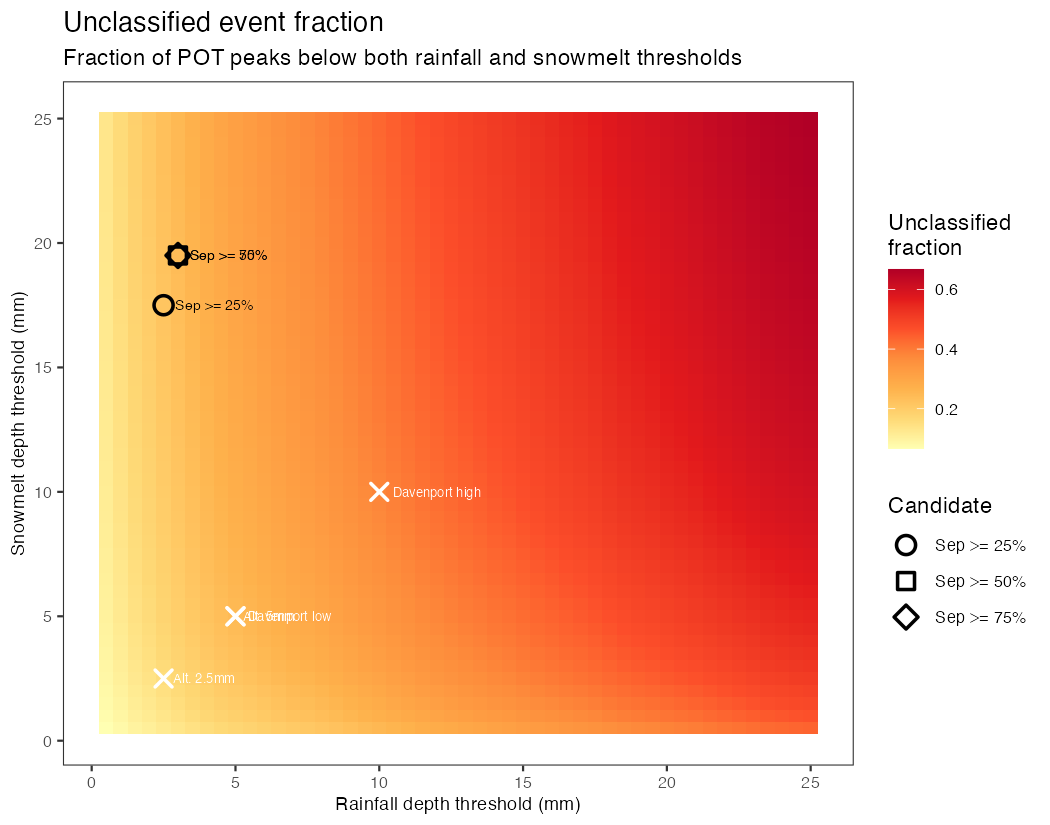 Unclassified event fraction
Fraction of POT peaks below both rainfall and snowmelt thresholds
25
20
15
10
5
0
Snowmelt depth threshold (mm)
Sep >= 25%
Davenport high
Davenport low
Alt. 2.5mm
0
5
10
15
20
25
Rainfall depth threshold (mm)
Unclassified
fraction
0.6
0.4
0.2
Candidate
Sep >= 25%
Sep >= 50%
Sep >= 75%